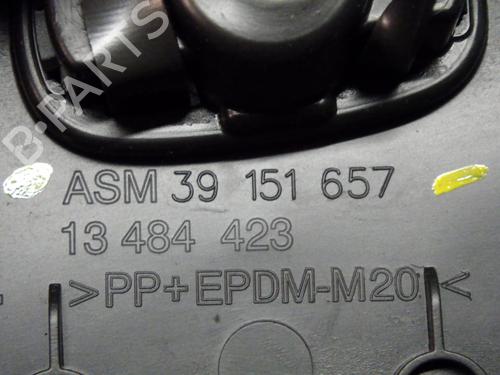 B-PARTS
ASM 39 151 657
13 484 423
>PP+EPDM-M20<